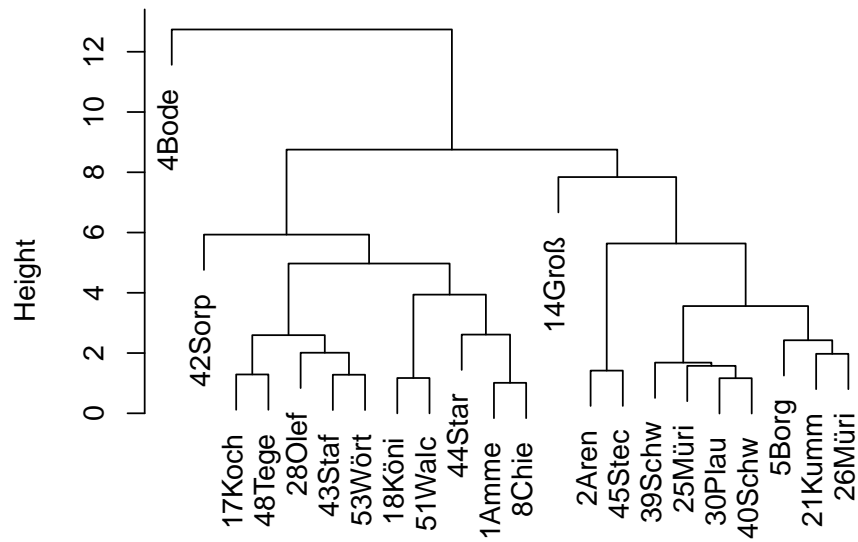 Height
0
2
4
6
8
10
12
4Bode
42Sorp
17Koch
48Tege
28Olef
43Staf
53Wört
18Köni
51Walc
44Star
1Amme
8Chie
14Groß
2Aren
45Stec
39Schw
25Müri
30Plau
40Schw
5Borg
21Kumm
26Müri